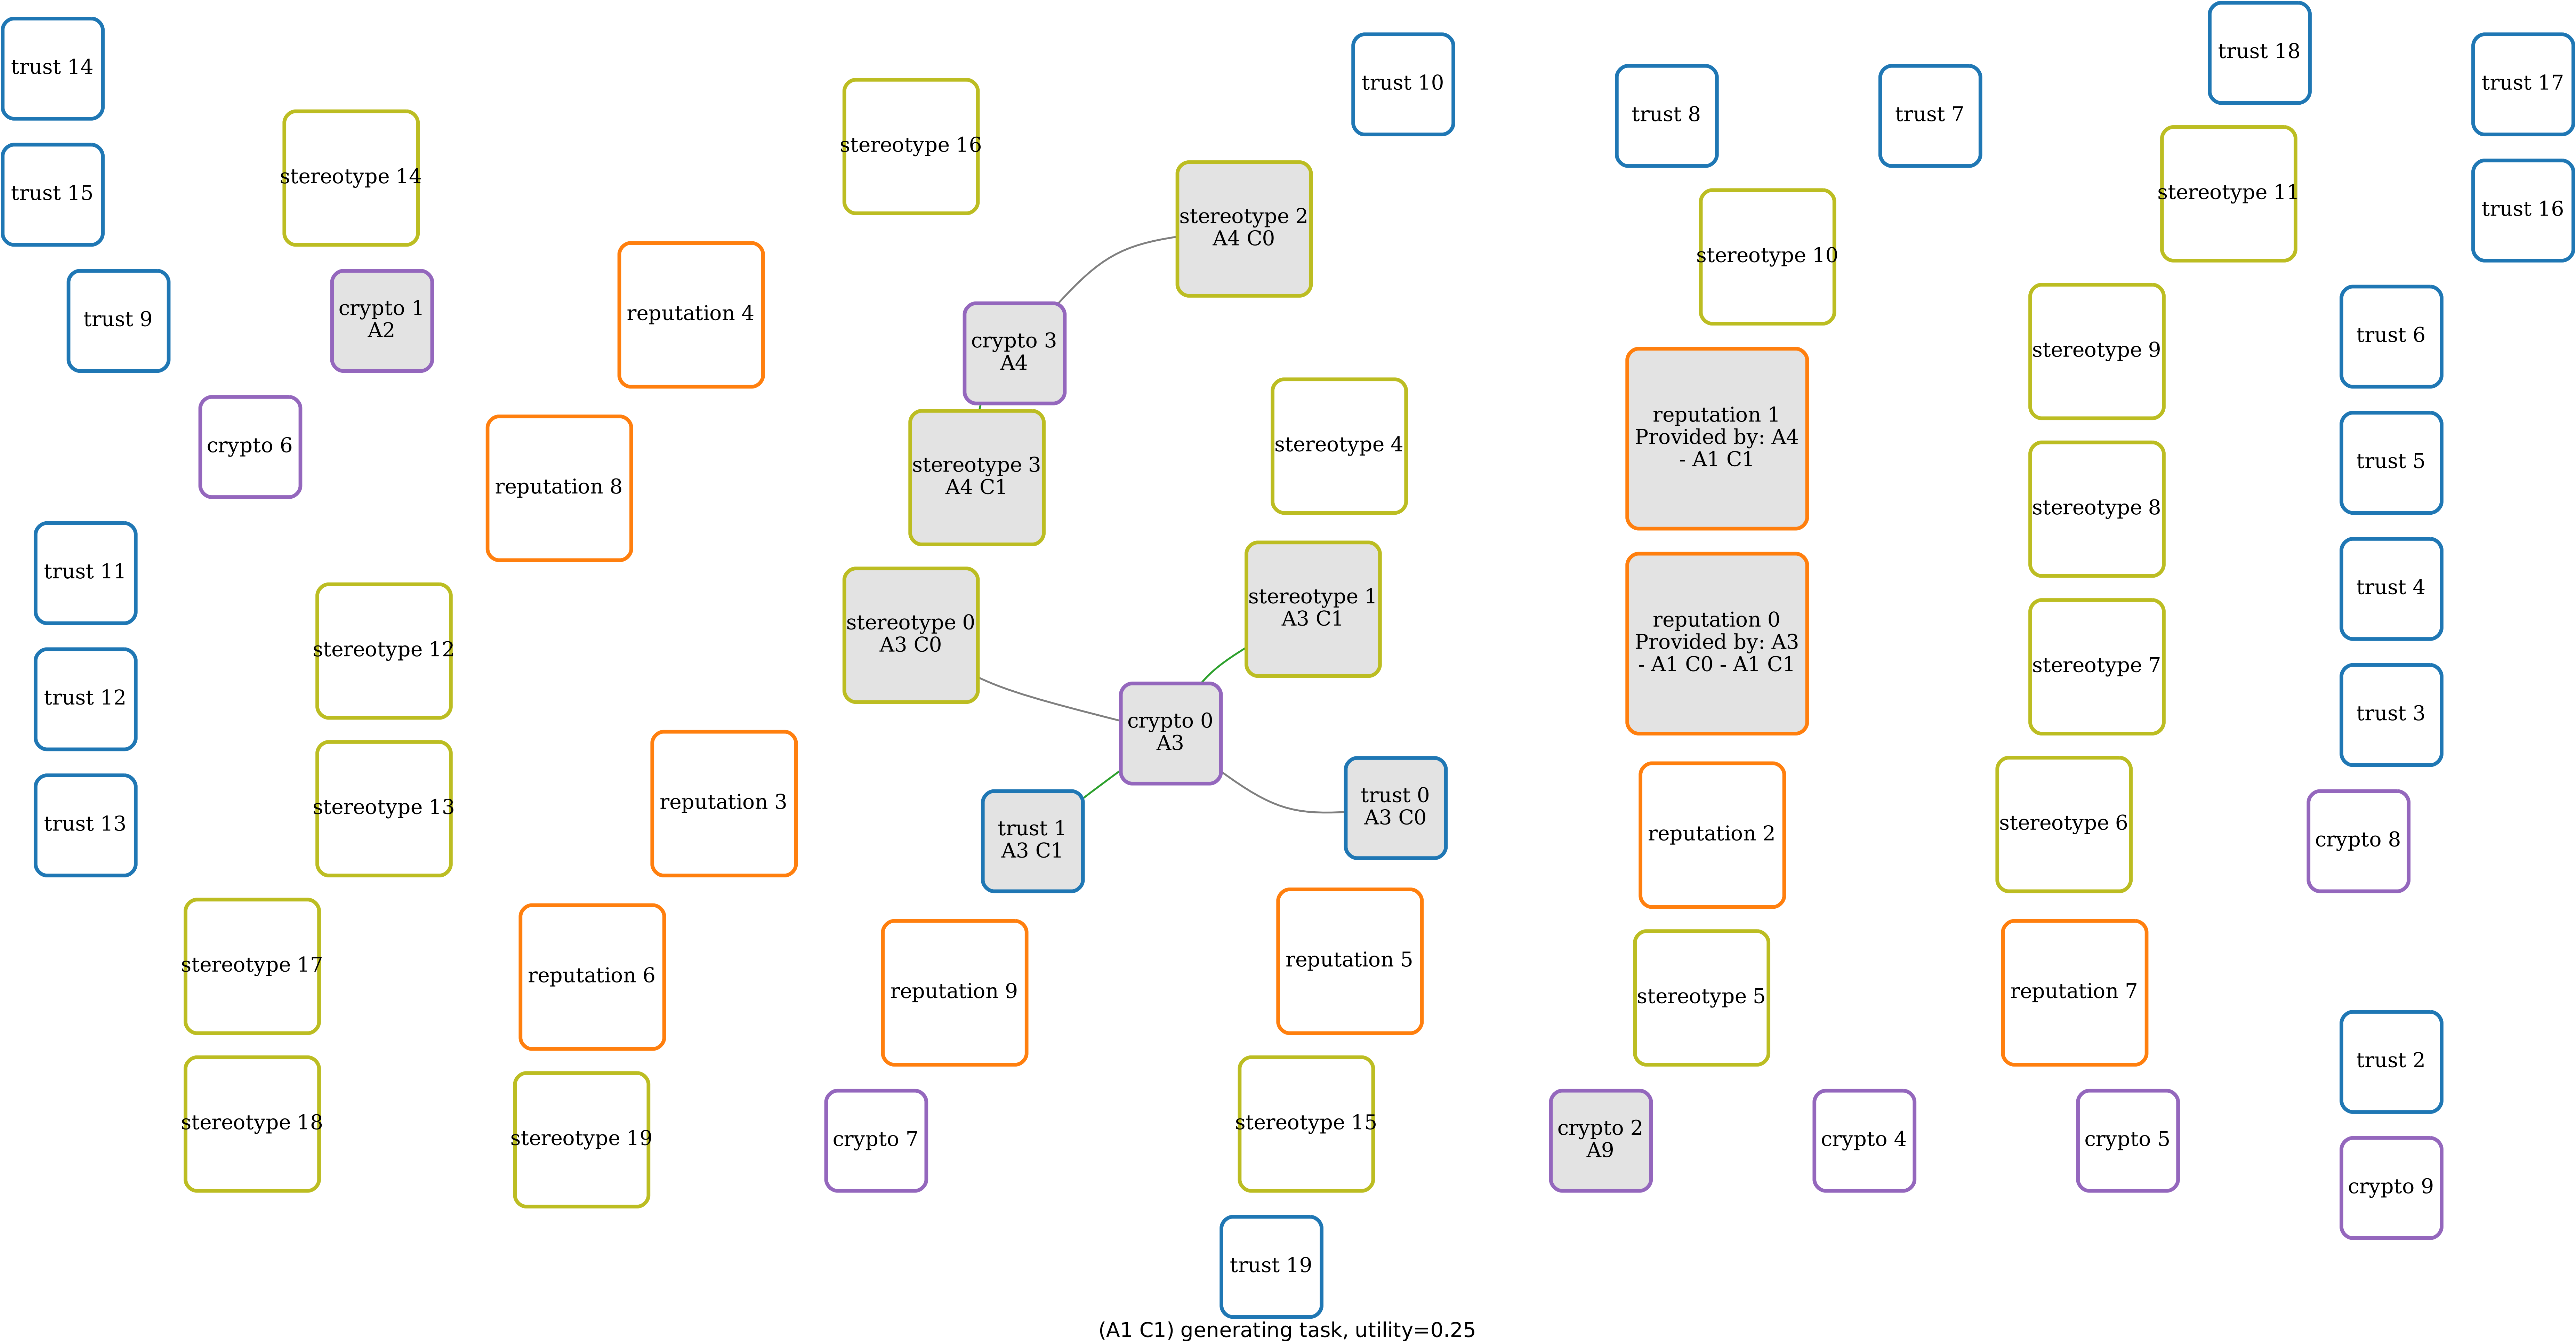 trust 18
trust 14
trust 10
trust 17
trust 8
trust 7
stereotype 16
stereotype 14
trust 15
stereotype 11
trust 16
stereotype 2
A4 C0
stereotype 10
reputation 4
trust 9
crypto 1
A2
trust 6
crypto 3
A4
stereotype 9
reputation 1
Provided by: A4
- A1 C1
crypto 6
stereotype 4
trust 5
stereotype 3
A4 C1
reputation 8
stereotype 8
trust 11
trust 4
stereotype 1
A3 C1
stereotype 0
A3 C0
reputation 0
Provided by: A3
- A1 C0 - A1 C1
stereotype 12
stereotype 7
trust 12
trust 3
crypto 0
A3
reputation 3
trust 0
A3 C0
stereotype 13
trust 13
trust 1
A3 C1
reputation 2
stereotype 6
crypto 8
reputation 5
stereotype 17
reputation 6
reputation 9
stereotype 5
reputation 7
trust 2
stereotype 18
stereotype 19
crypto 7
stereotype 15
crypto 2
A9
crypto 4
crypto 5
crypto 9
trust 19
(A1 C1) generating task, utility=0.25